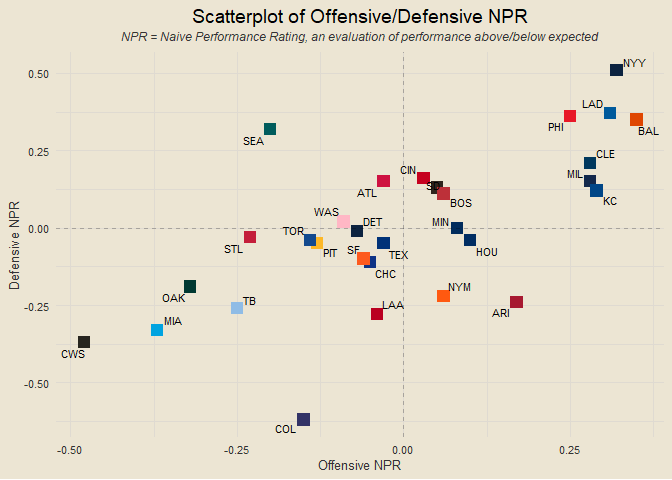 Scatterplot of Offensive/Defensive NPR
NPR = Naive Performance Rating, an evaluation of performance above/below expected
0.50
0.25
0.00
-0.25
-0.50
Defensive NPR
NYY
LAD
PHI
BAL
SEA
CLE
CIN
MIL
ATL
KC
BOS
WAS
DET
MIN
TOR
STL
PIT
SF
TEX
HOU
CHC
OAK
TB
NYM
MIA
LAA
ARI
CWS
COL
-0.50
-0.25
0.00
0.25
Offensive NPR